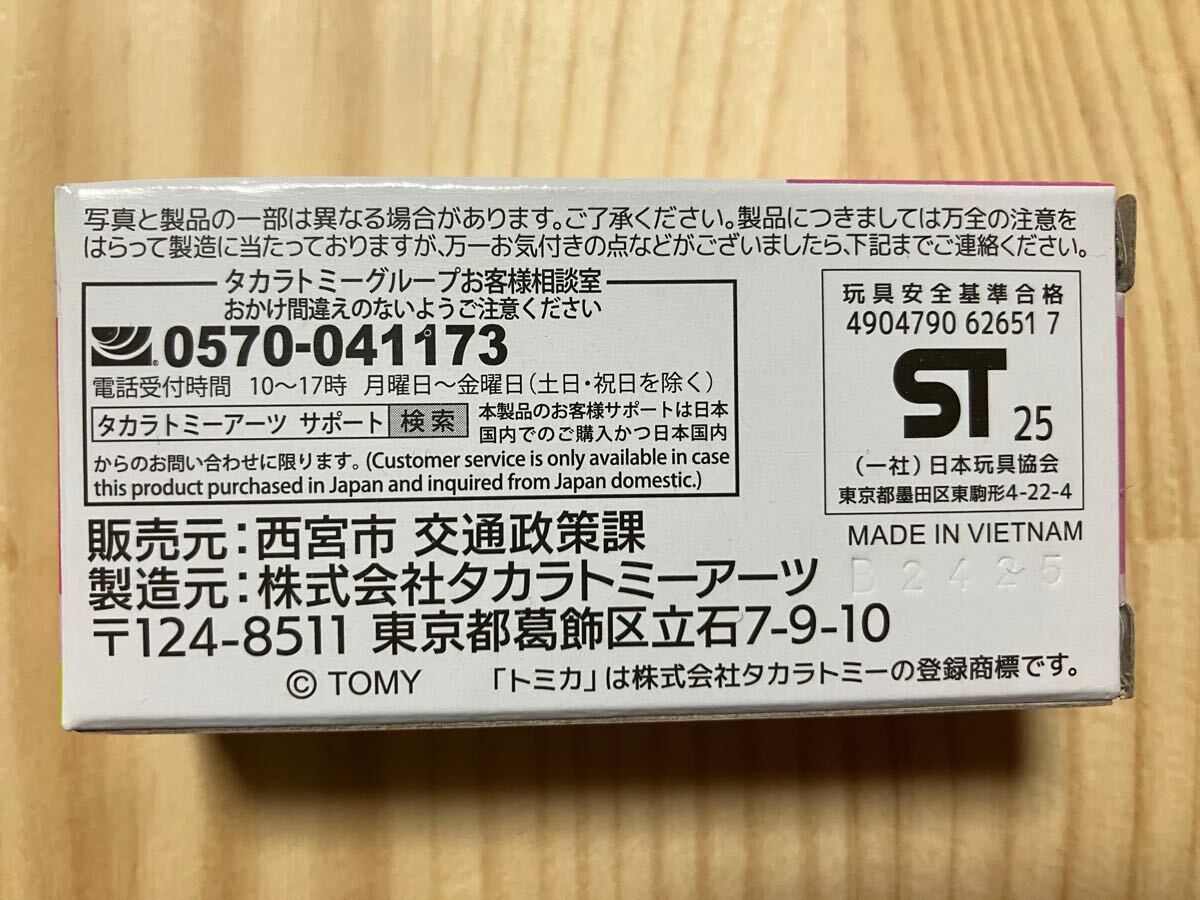 写真と製品の一部は異なる場合があります。ご了承ください。製品につきましては万全の注意を
はらって製造に当たっておりますが、万一お気付きの点などがございましたら、下記までご連絡ください。
タカラトミーグループお客様相談室
おかけ間違えのないようご注意ください
0570-041173
電話受付時間 10～17時 月曜日～金曜日(土日・祝日を除く)
タカラトミーアーツ サポート 検索
本製品のお客様サポートは日本
国内でのご購入かつ日本国内
からのお問い合わせに限ります。(Customer service is only available in case
this product purchased in Japan and inquired from Japan domestic.)
玩具安全基準合格
4904790 62651 7
ST 25
(一社)日本玩具協会
東京都墨田区東駒形4-22-4
MADE IN VIETNAM
B2425
販売元:西宮市 交通政策課
製造元:株式会社タカラトミーアーツ
〒124-8511 東京都葛飾区立石7-9-10
© TOMY 「トミカ」は株式会社タカラトミーの登録商標です。